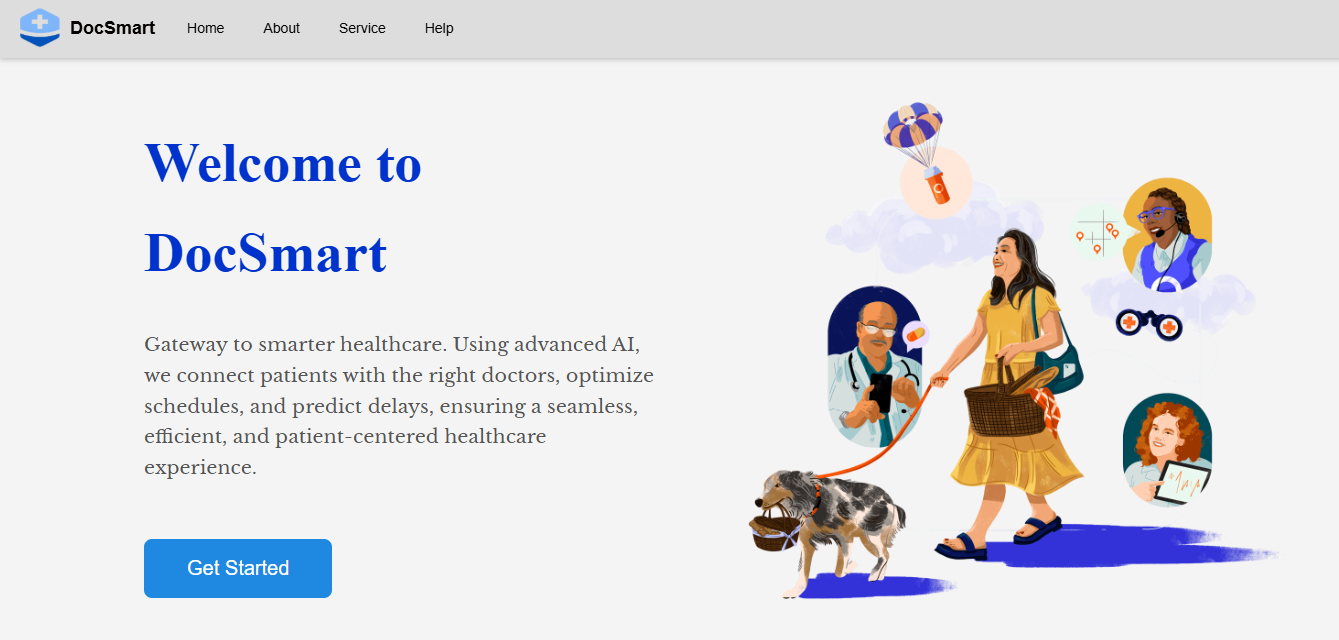 DocSmart Home About Service Help
Welcome to
DocSmart
Gateway to smarter healthcare. Using advanced AI,
we connect patients with the right doctors, optimize
schedules, and predict delays, ensuring a seamless,
efficient, and patient-centered healthcare
experience.
Get Started